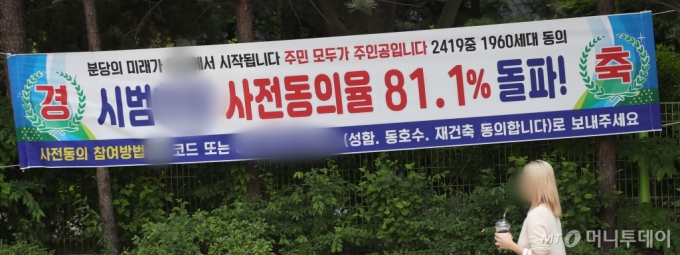 분당의 미래가 에서 시작됩니다 주민 모두가 주인공입니다 2419중 1960세대 동의
경 시범 사전동의율 81.1% 돌파! 축
사전동의 참여방법 코드 또는 (성함. 동호수. 재건축 동의합니다)로 보내주세요
머니투데이